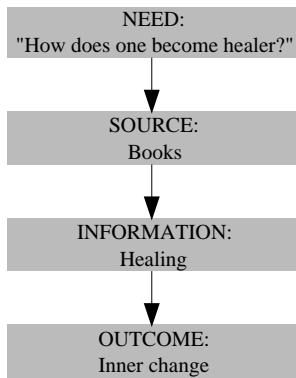 NEED:
"How does one become healer?"
SOURCE:
Books
INFORMATION:
Healing
OUTCOME:
Inner change